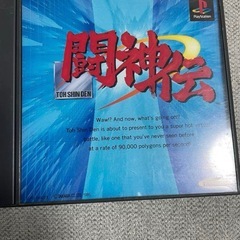 PlayStation
闘神伝
TOH SHIN DEN
Wow!! And now, what's going on?
Toh Shin Den is about to present to you a super
Battle, like one that you've never seen before
at a rate of 90,000 polygons per second!